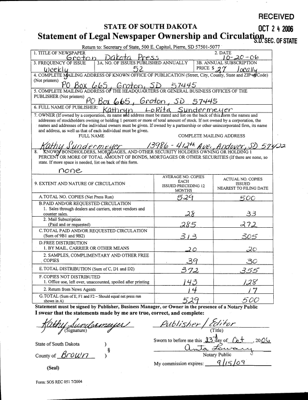 RECEIVED
OCT 24 2006
S.D. SEC. OF STATE
STATE OF SOUTH DAKOTA
Statement of Legal Newspaper Ownership and Circulation
Return to: Secretary of State, 500 E. Capitol, Pierre, SD 57501-5077
1. TITLE OF NEWSPAPER
Groton Dakota Press
2. DATE
10-20-06
3. FREQUENCY OF ISSUE
Weekly
3A. NO. OF ISSUES PUBLISHED ANNUALLY
52
3B. ANNUAL SUBSCRIPTION
PRICE: $ 27 locally
4. COMPLETE MAILING ADDRESS OF KNOWN OFFICE OF PUBLICATION (Street, City, County, State and ZIP+4 Code)
(Not printers)
PO Box 665, Groton, SD 57445
5. COMPLETE MAILING ADDRESS OF THE HEADQUARTERS OF GENERAL BUSINESS OFFICES OF THE PUBLISHER
(Not printers)
PO Box 665, Groton, SD 57445
6. FULL NAME OF PUBLISHER: Kathleen LaRita Sundermeyer
7. OWNER (If owned by a corporation, its name and address must be stated and also immediately thereafter the names and addresses of stockholders owning or holding 1 percent or more of total amount of stock. If not owned by a corporation, the names and addresses of the individual owners must be given. If owned by a partnership or other unincorporated firm, its name and address, as well as that of each individual must be given.
FULL NAME
COMPLETE MAILING ADDRESS
Kathy Sundermeyer
13986 - 416th Ave, Andover, SD 57422
8. KNOWN BONDHOLDERS, MORTGAGEES, AND OTHER SECURITY HOLDERS OWNING OR HOLDING 1
PERCENT OR MORE OF TOTAL AMOUNT OF BONDS, MORTGAGES, OR OTHER SECURITIES (If there are none, so
state. If more space is needed, list on back of this form.
none
9. EXTENT AND NATURE OF CIRCULATION
AVERAGE NO. COPIES
EACH
ISSUED PRECEDING 12
MONTHS
ACTUAL NO. COPIES
ISSUED
NEAREST TO FILING DATE
A. TOTAL NO. COPIES (Net Press Run)
529
500
B. PAID AND/OR REQUESTED CIRCULATION
1. Sales through dealers and carriers, street vendors and
counter sales.
28
33
2. Mail Subscription
(Paid and or requested)
285
272
C. TOTAL PAID AND/OR REQUESTED CIRCULATION
(Sum of 9B1 and 9B2)
313
305
D. FREE DISTRIBUTION
1. BY MAIL, CARRIER OR OTHER MEANS
20
20
2. SAMPLES, COMPLIMENTARY AND OTHER FREE
COPIES
39
30
E. TOTAL DISTRIBUTION (Sum of C, D1 and D2)
372
355
F. COPIES NOT DISTRIBUTED
1. Office use, left over, unaccounted, spoiled after printing
143
128
2. Return from News Agents
14
17
G. TOTAL (Sum of E, F1 and F2 - Should equal net press run
shown in A)
529
500
Statement must be signed by Publisher, Business Manager, or Owner in the presence of a Notary Public
I swear that the statements made by me are true, correct, and complete:
Kathy Sundermeyer
(Signature)
Publisher / Editor
(Title)
State of South Dakota )
County of Brown )
(Seal)
Sworn to before me this 23rd day of Oct 2006
Anita Lowary
Notary Public
My commission expires: 9/15/09
Form: SOS REC 051 7/2004